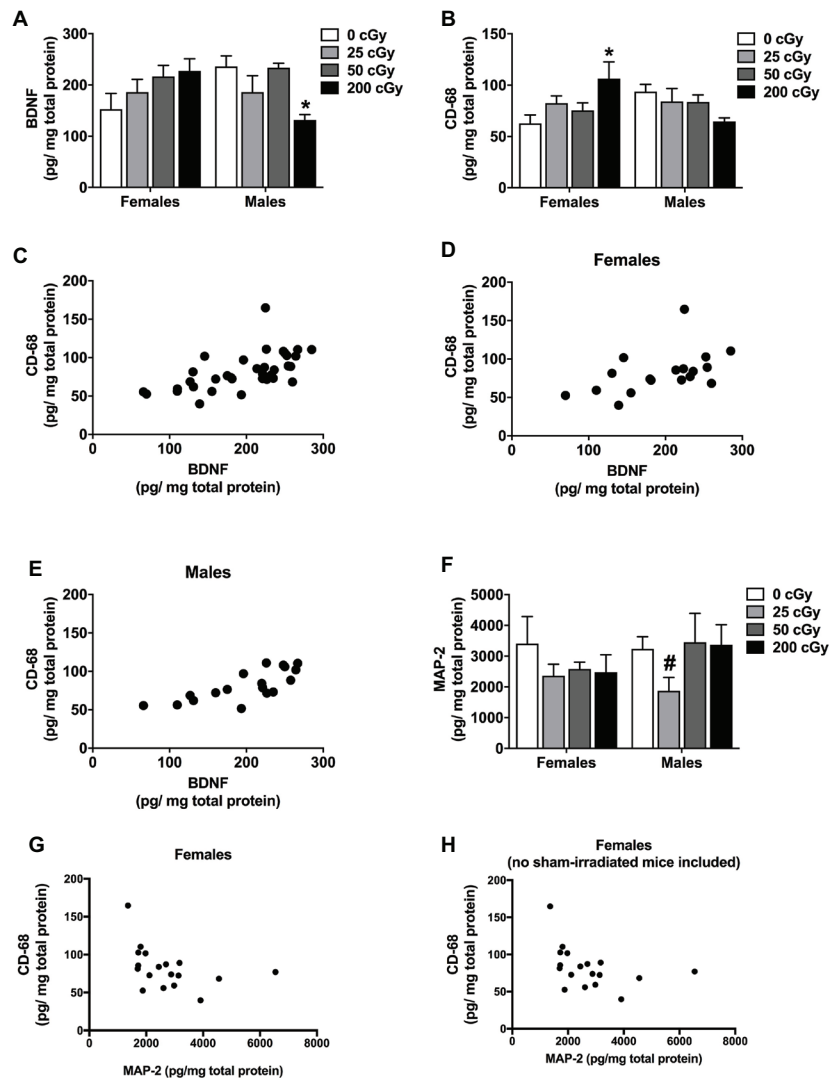 A
BDNF
(pg/ mg total protein)
300
200
100
0
Females
Males
*
0 cGy
25 cGy
50 cGy
200 cGy
B
CD-68
(pg/ mg total protein)
150
100
50
0
Females
Males
*
0 cGy
25 cGy
50 cGy
200 cGy
C
CD-68
(pg/ mg total protein)
200
150
100
50
0
0 100 200 300
BDNF
(pg/ mg total protein)
D
Females
CD-68
(pg/ mg total protein)
200
150
100
50
0
0 100 200 300
BDNF
(pg/ mg total protein)
E
Males
CD-68
(pg/ mg total protein)
200
150
100
50
0
0 100 200 300
BDNF
(pg/ mg total protein)
F
MAP-2
(pg/ mg total protein)
5000
4000
3000
2000
1000
0
Females
Males
#
0 cGy
25 cGy
50 cGy
200 cGy
G
Females
CD-68
(pg/ mg total protein)
200
150
100
50
0
0 2000 4000 6000 8000
MAP-2 (pg/mg total protein)
H
Females
(no sham-irradiated mice included)
CD-68
(pg/ mg total protein)
200
150
100
50
0
0 2000 4000 6000 8000
MAP-2 (pg/mg total protein)